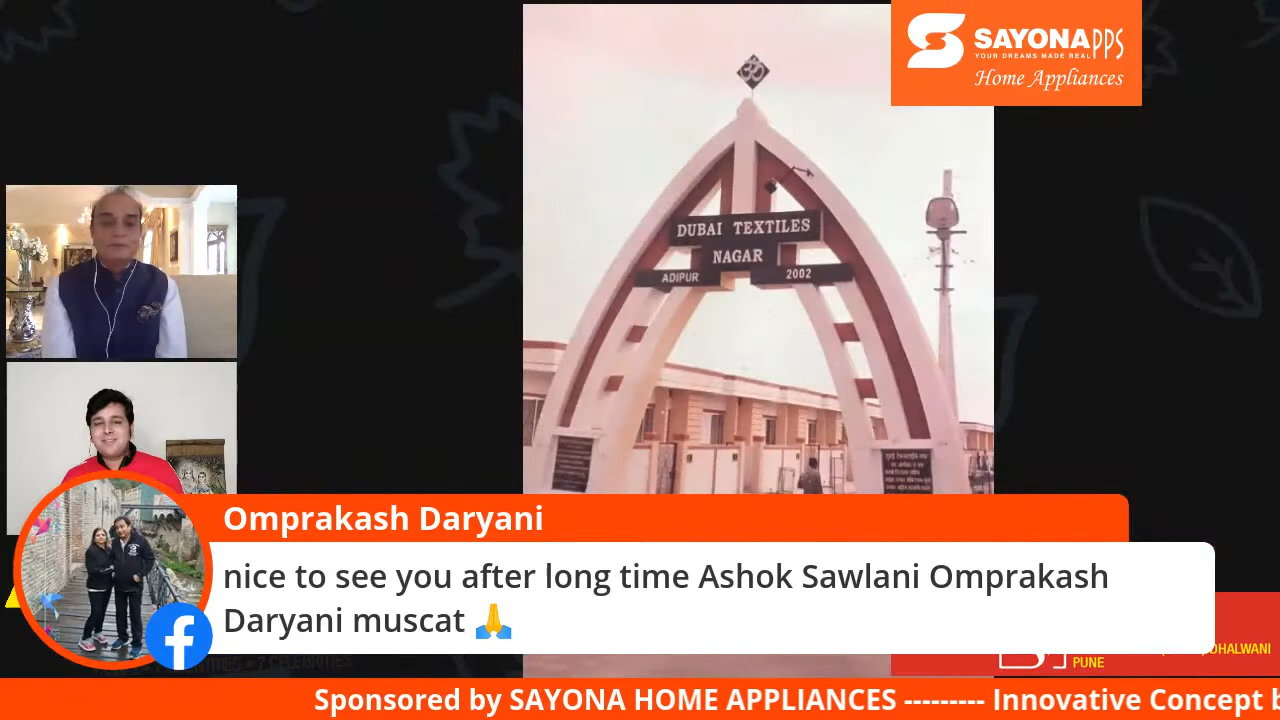 SAYONAPPS
YOUR DREAMS MADE REAL
Home Appliances
ॐ
DUBAI TEXTILES
NAGAR
ADIPUR 2002
Omprakash Daryani
nice to see you after long time Ashok Sawlani Omprakash
Daryani muscat 🙏
DHALWANI
PUNE
Sponsored by SAYONA HOME APPLIANCES --------- Innovative Concept b